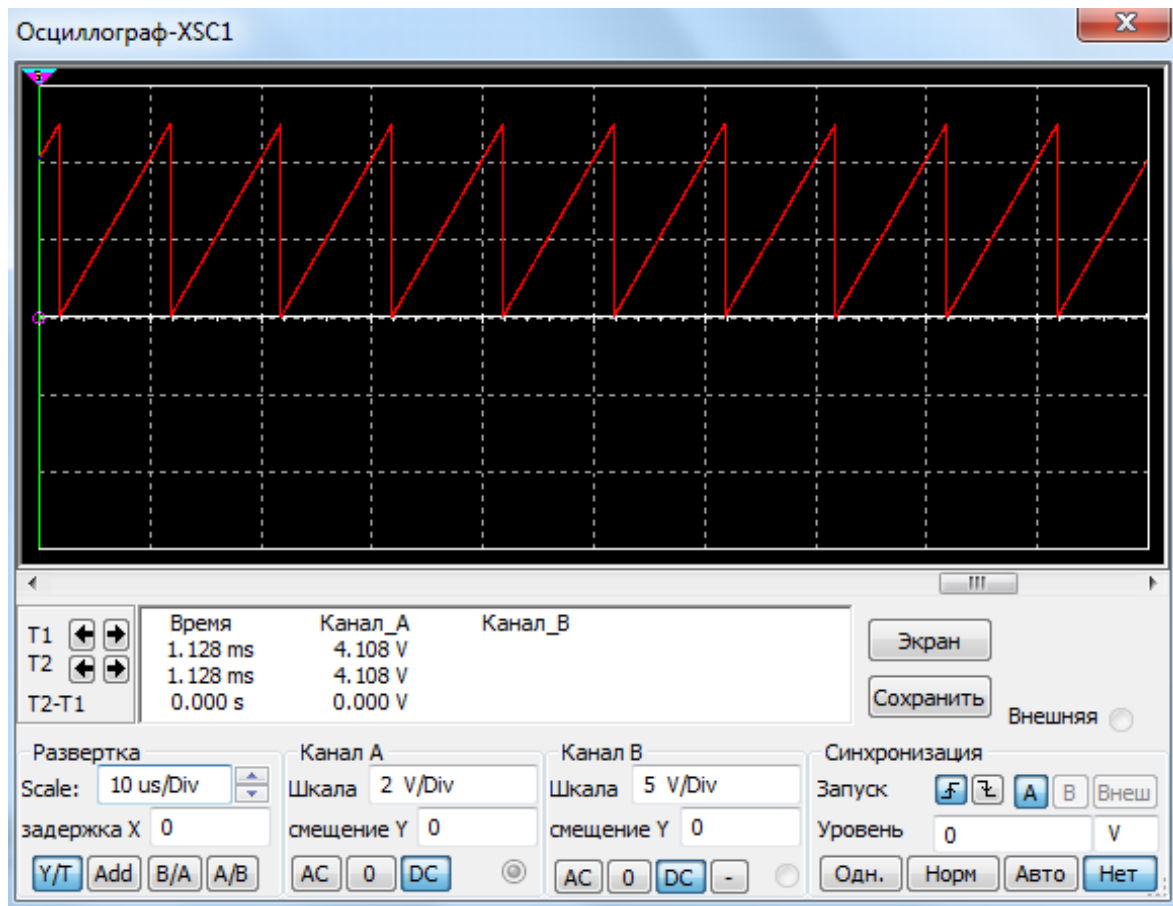 Осциллограф-XSC1
Время Канал_A Канал_B
T1 1.128 ms 4.108 V
T2 1.128 ms 4.108 V
T2-T1 0.000 s 0.000 V
Экран
Сохранить
Внешняя
Развертка
Scale: 10 us/Div
задержка X 0
Y/T Add B/A A/B
Канал A
Шкала 2 V/Div
смещение Y 0
AC 0 DC
Канал B
Шкала 5 V/Div
смещение Y 0
AC 0 DC -
Синхронизация
Запуск A B Внеш
Уровень 0 V
Одн. Норм Авто Нет